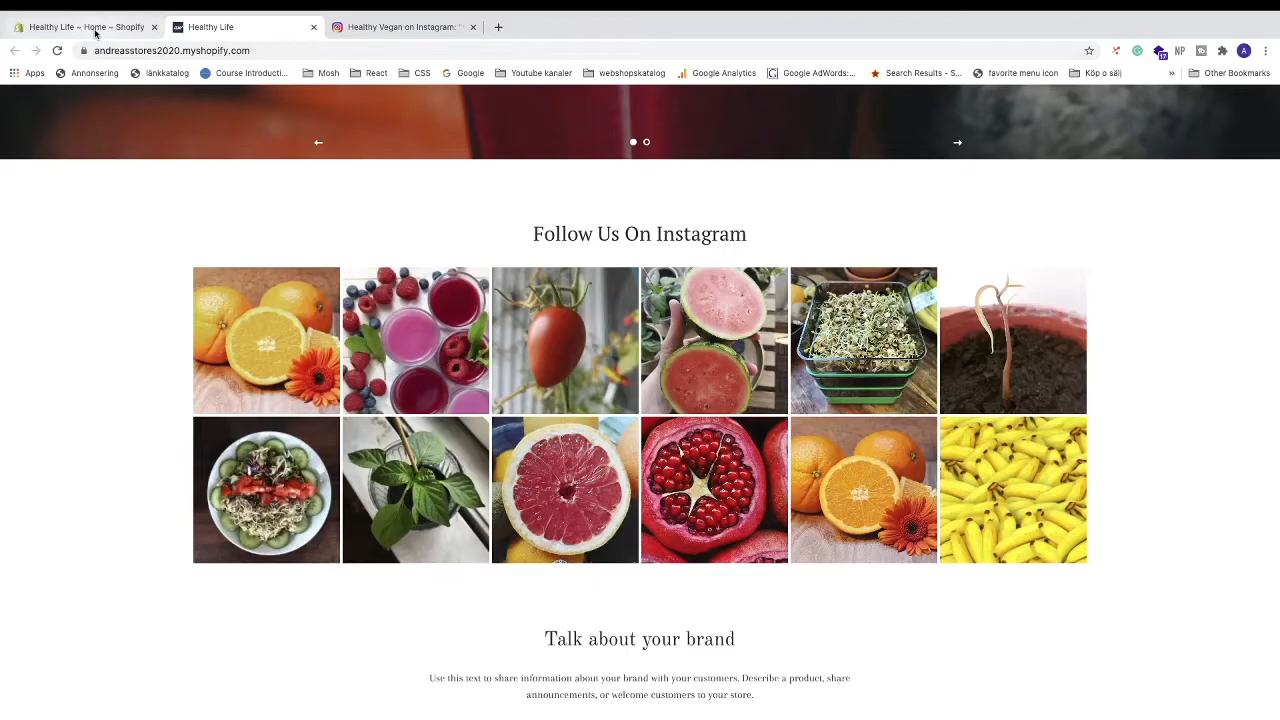 Healthy Life ~ Home ~ Shopify
Healthy Life
Healthy Vegan on Instagram: "
andreasstores2020.myshopify.com
A
Apps
Annonsering
länkkatalog
Course Introducti...
Mosh
React
CSS
Google
Youtube kanaler
webshopskatalog
Google Analytics
Google AdWords:...
Search Results - S...
favorite menu icon
Köp o sälj
»
Other Bookmarks
17
NP
Follow Us On Instagram
Talk about your brand
Use this text to share information about your brand with your customers. Describe a product, share
announcements, or welcome customers to your store.